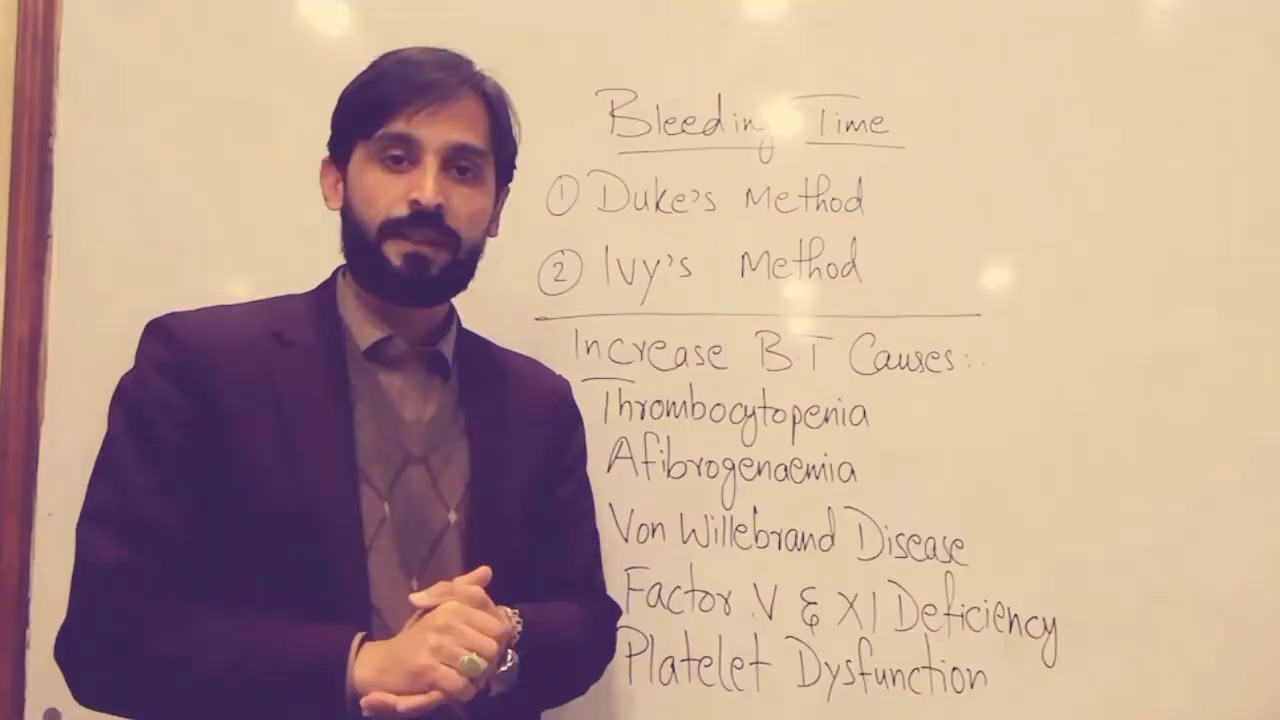 Bleeding Time
① Duke's Method
② Ivy's Method
Increase B.T Causes:-
Thrombocytopenia
Afibrogenaemia
Von Willebrand Disease
Factor V & XI Deficiency
Platelet Dysfunction